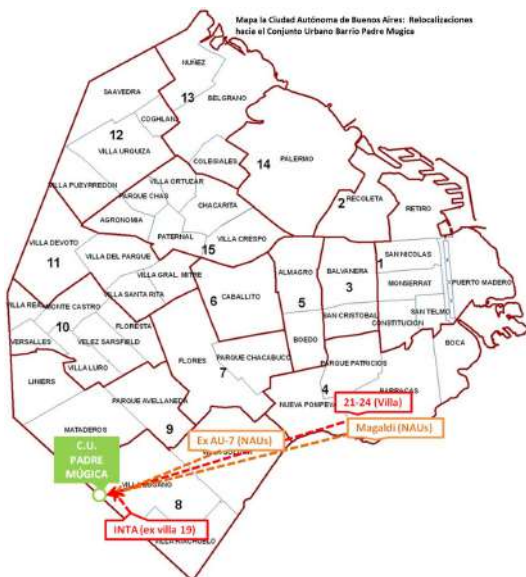 Mapa la Ciudad Autónoma de Buenos Aires: Relocalizaciones
hacia el Conjunto Urbano Barrio Padre Mugica
NUÑEZ
SAAVEDRA
13
COGHLAN
BELGRANO
12
VILLA URQUIZA
COLEGIALES
14
PALERMO
VILLA PUEYRREDON
VILLA ORTUZAR
PARQUE CHAS
CHACARITA
2
RECOLETA
AGRONOMIA
RETIRO
PATERNAL
15
VILLA CRESPO
VILLA DEVOTO
11
VILLA DEL PARQUE
ALMAGRO
BALVANERA
1
SAN NICOLAS
VILLA GRAL. MITRE
6
CABALLITO
5
3
MONSERRAT
PUERTO MADERO
VILLA SANTA RITA
VILLA REAL
MONTE CASTRO
10
SAN CRISTOBAL
SAN TELMO
CONSTITUCION
VERSALLES
FLORESTA
VELEZ SARSFIELD
BOEDO
BOCA
FLORES
PARQUE CHACABUCO
7
PARQUE PATRICIOS
VILLA LURO
LINIERS
4
BARRACAS
PARQUE AVELLANEDA
NUEVA POMPEYA
21-24 (Villa)
MATADEROS
9
Magaldi (NAUs)
Ex AU-7 (NAUs)
C.U.
PADRE
MÚGICA
VILLA LUGANO
8
INTA (ex villa 19)
VILLA RIACHUELO